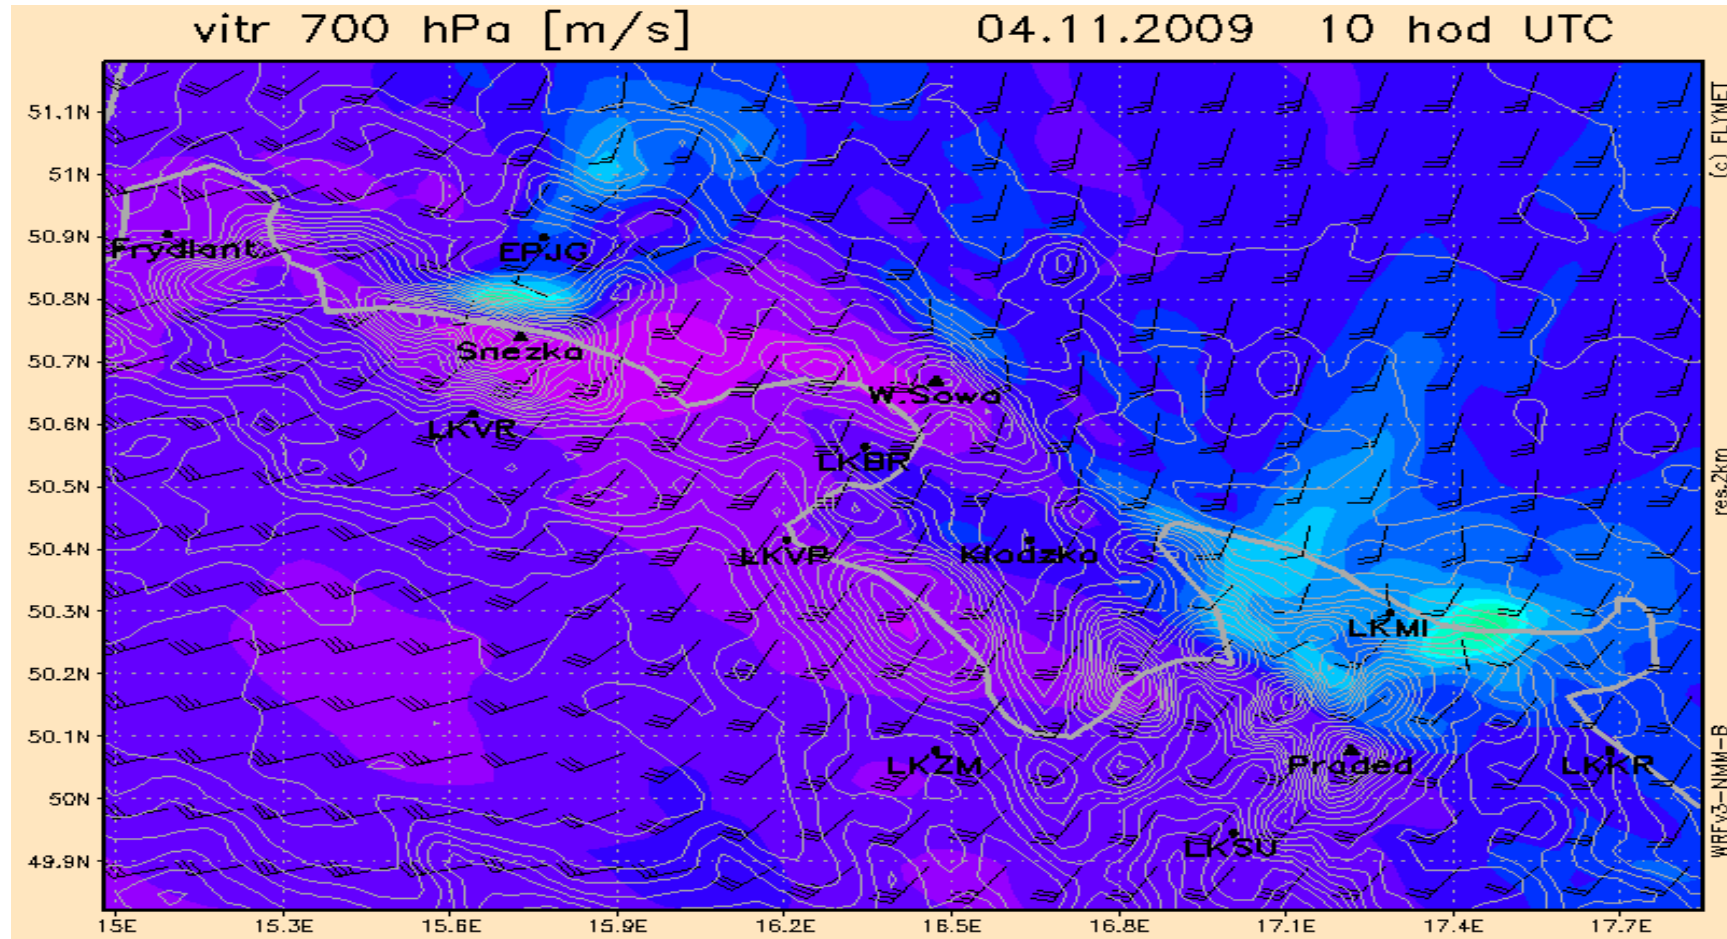 vitr 700 hPa [m/s] 04.11.2009 10 hod UTC
(c) FLYMET
res.2km
WRFv3-NMM-B
51.1N
51N
50.9N
50.8N
50.7N
50.6N
50.5N
50.4N
50.3N
50.2N
50.1N
50N
49.9N
Frydlant
EPJG
Snezka
W.Sowa
LKVR
LKBR
LKVP
Klodzko
LKMI
LKZM
Praded
LKKR
LKSU
15E 15.3E 15.6E 15.9E 16.2E 16.5E 16.8E 17.1E 17.4E 17.7E